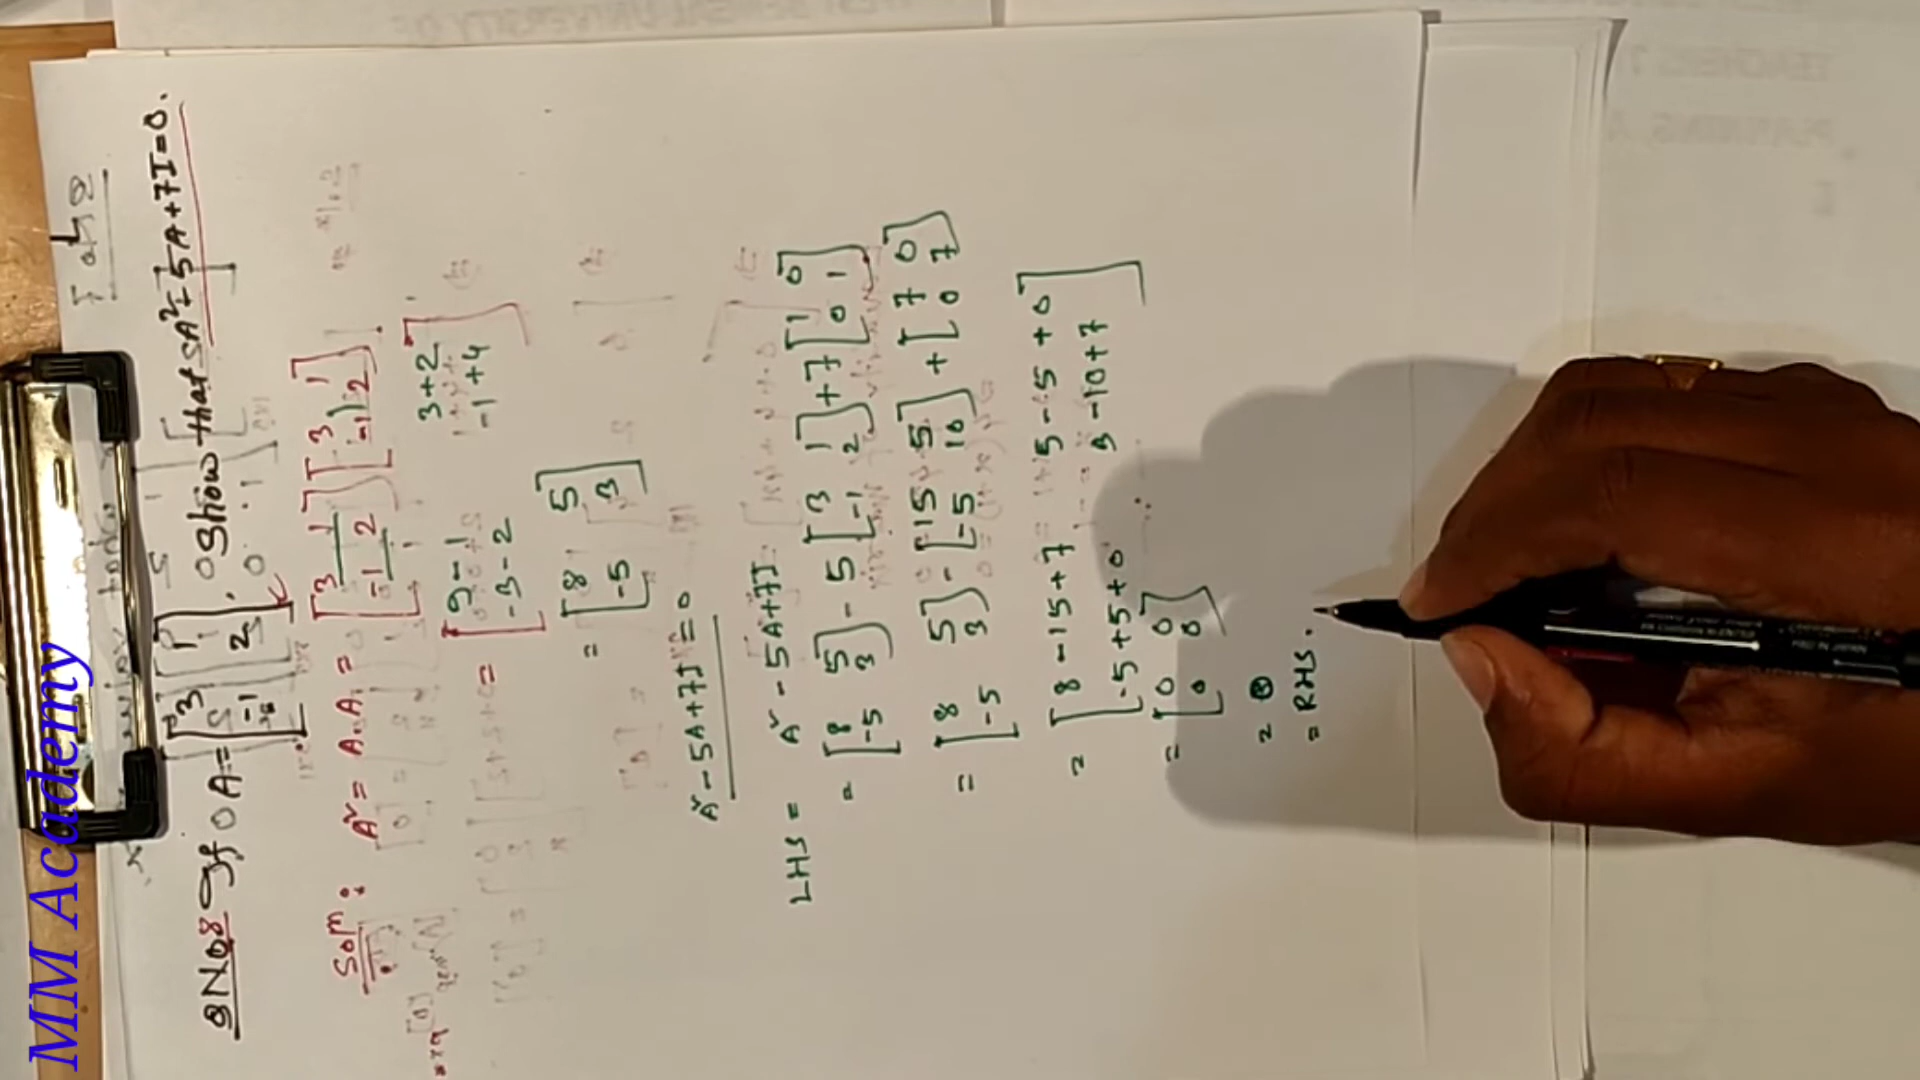 Q No 8 If A = [3 1 -1 2], Show that A² - 5A + 7I = 0.
Soln: A² = A.A. = [3 1 -1 2] [3 1 -1 2]
= [9 - 1 3 + 2 -3 - 2 -1 + 4]
= [8 5 -5 3]
A² - 5A + 7I = 0
LHS = A² - 5A + 7I
= [8 5 -5 3] - 5 [3 1 -1 2] + 7 [1 0 0 1]
= [8 5 -5 3] - [15 5 -5 10] + [7 0 0 7]
= [8 - 15 + 7 5 - 5 + 0 -5 + 5 + 0 3 - 10 + 7]
= [0 0 0 0]
= 0
= RHS.
MM Academy